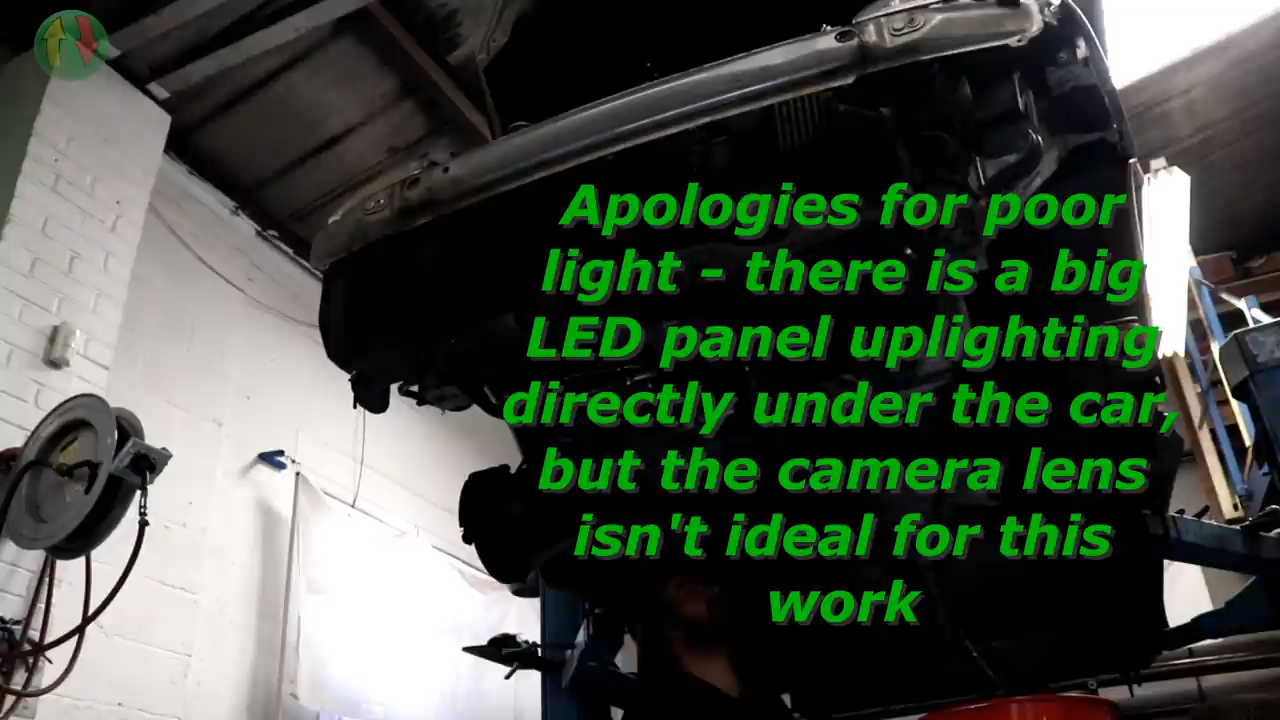 Apologies for poor
light - there is a big
LED panel uplighting
directly under the car,
but the camera lens
isn't ideal for this
work